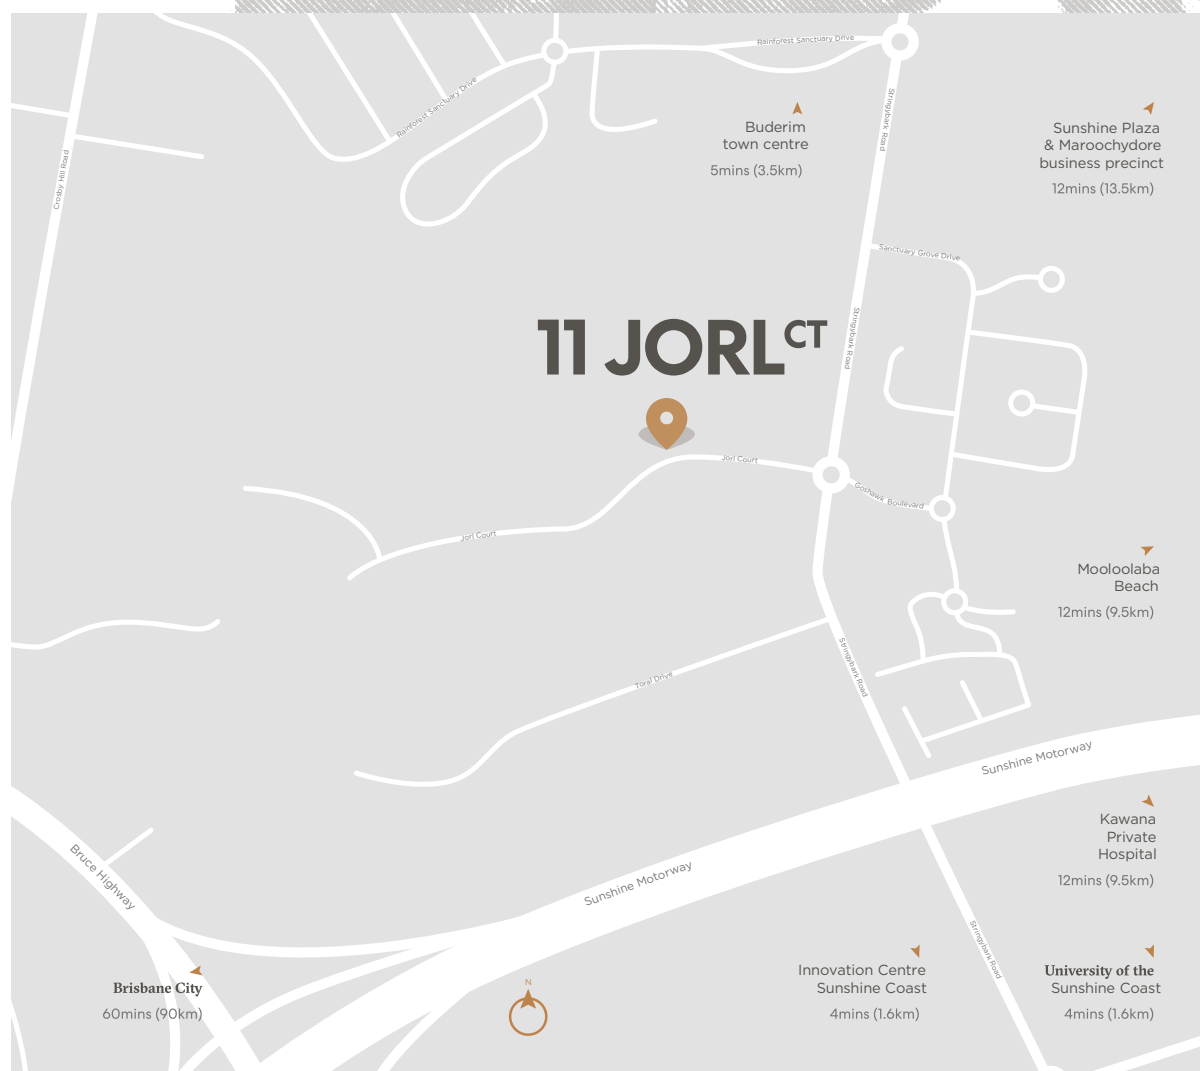 Rainforest Sanctuary Drive
Rainforest Sanctuary Drive
Stringybark Road
Crosby Hill Road
Buderim
town centre
5mins (3.5km)
Sunshine Plaza
& Maroochydore
business precinct
12mins (13.5km)
Sanctuary Grove Drive
Stringybark Road
11 JORL CT
Jorl Court
Goshawk Boulevard
Jorl Court
Mooloolaba
Beach
12mins (9.5km)
Stringybark Road
Toral Drive
Sunshine Motorway
Kawana
Private
Hospital
12mins (9.5km)
Bruce Highway
Sunshine Motorway
Stringybark Road
Brisbane City
60mins (90km)
N
Innovation Centre
Sunshine Coast
4mins (1.6km)
University of the
Sunshine Coast
4mins (1.6km)